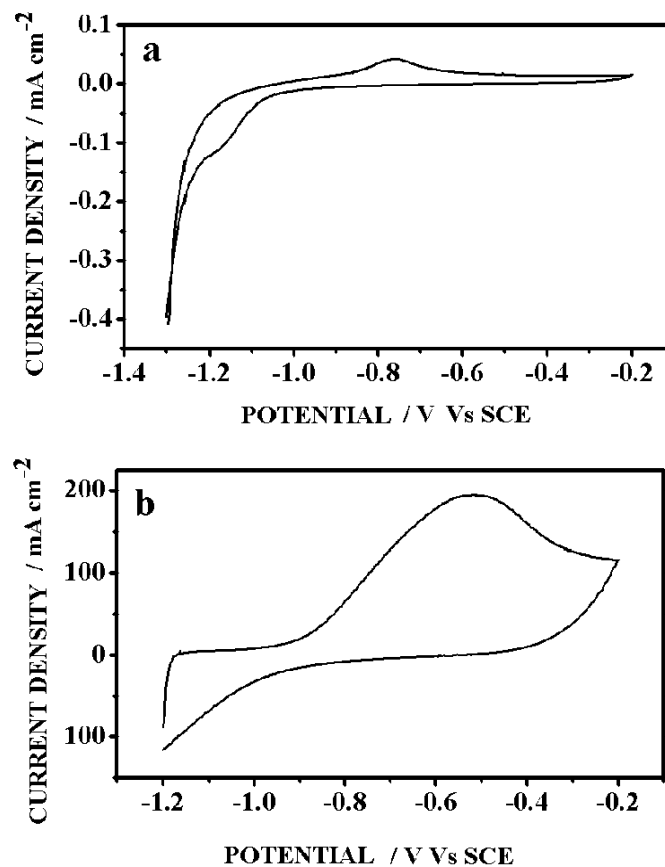 a
0.1
0.0
-0.1
-0.2
-0.3
-0.4
CURRENT DENSITY / mA cm-2
-1.4 -1.2 -1.0 -0.8 -0.6 -0.4 -0.2
POTENTIAL / V Vs SCE
b
200
100
0
100
CURRENT DENSITY / mA cm-2
-1.2 -1.0 -0.8 -0.6 -0.4 -0.2
POTENTIAL / V Vs SCE